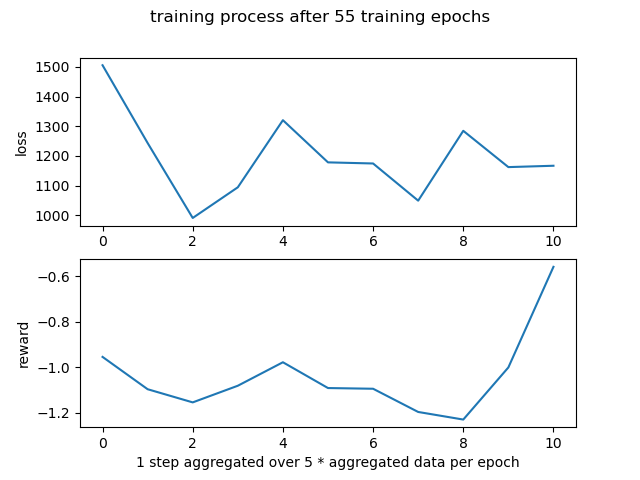 training process after 55 training epochs
1500
1400
1300
1200
1100
1000
loss
0 2 4 6 8 10
−0.6
−0.8
−1.0
−1.2
reward
0 2 4 6 8 10
1 step aggregated over 5 * aggregated data per epoch